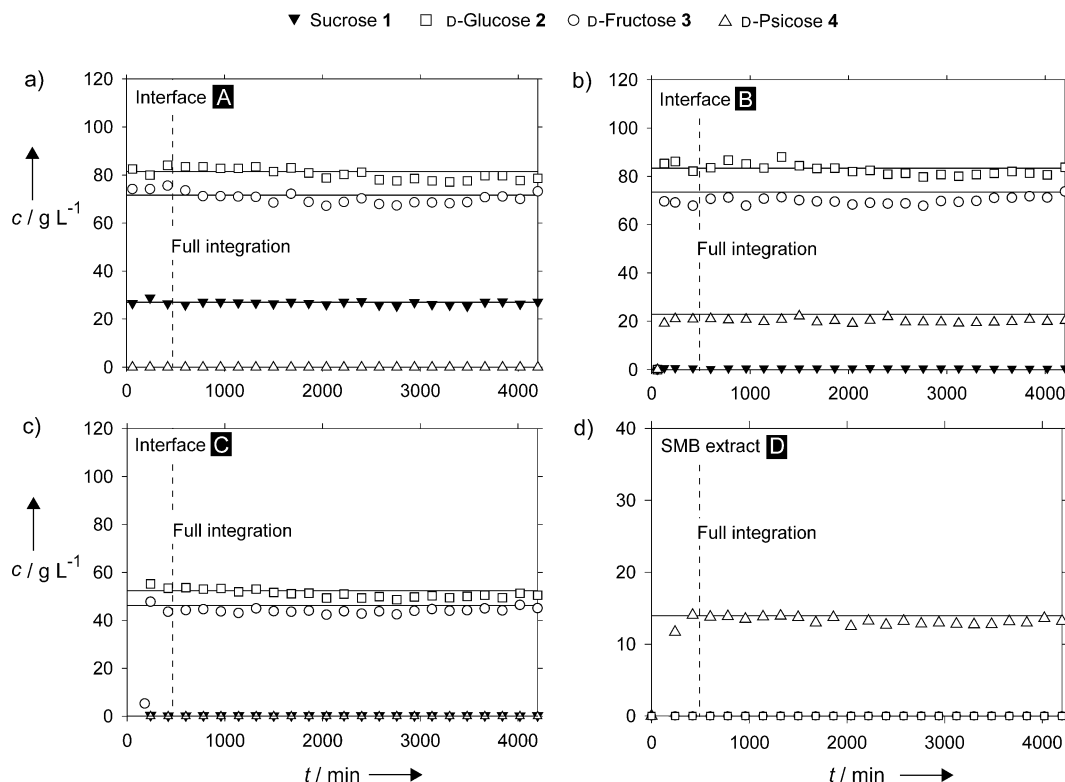 ▼ Sucrose 1 □ D-Glucose 2 ○ D-Fructose 3 △ D-Psicose 4
a)
120
100
80
60
40
20
0
Interface A
Full integration
0 1000 2000 3000 4000
c / g L⁻¹
b)
120
100
80
60
40
20
0
Interface B
Full integration
0 1000 2000 3000 4000
c)
120
100
80
60
40
20
0
Interface C
Full integration
0 1000 2000 3000 4000
c / g L⁻¹
t / min
d)
40
30
20
10
0
SMB extract D
Full integration
0 1000 2000 3000 4000
t / min